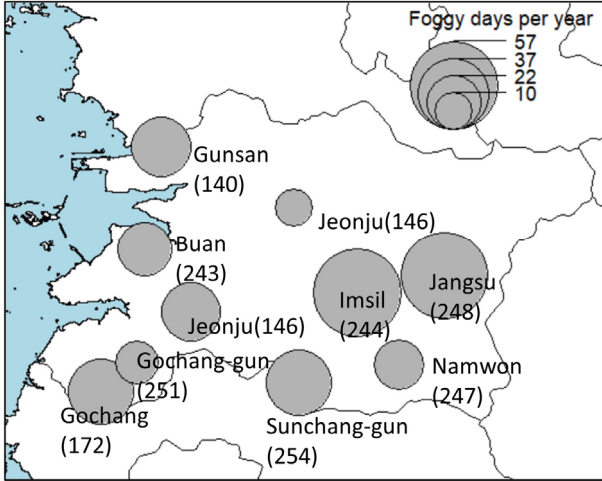 Foggy days per year
57
37
22
10
Gunsan
(140)
Jeonju(146)
Buan
(243)
Jangsu
(248)
Imsil
(244)
Jeonju(146)
Gochang-gun
(251)
Namwon
(247)
Gochang
(172)
Sunchang-gun
(254)